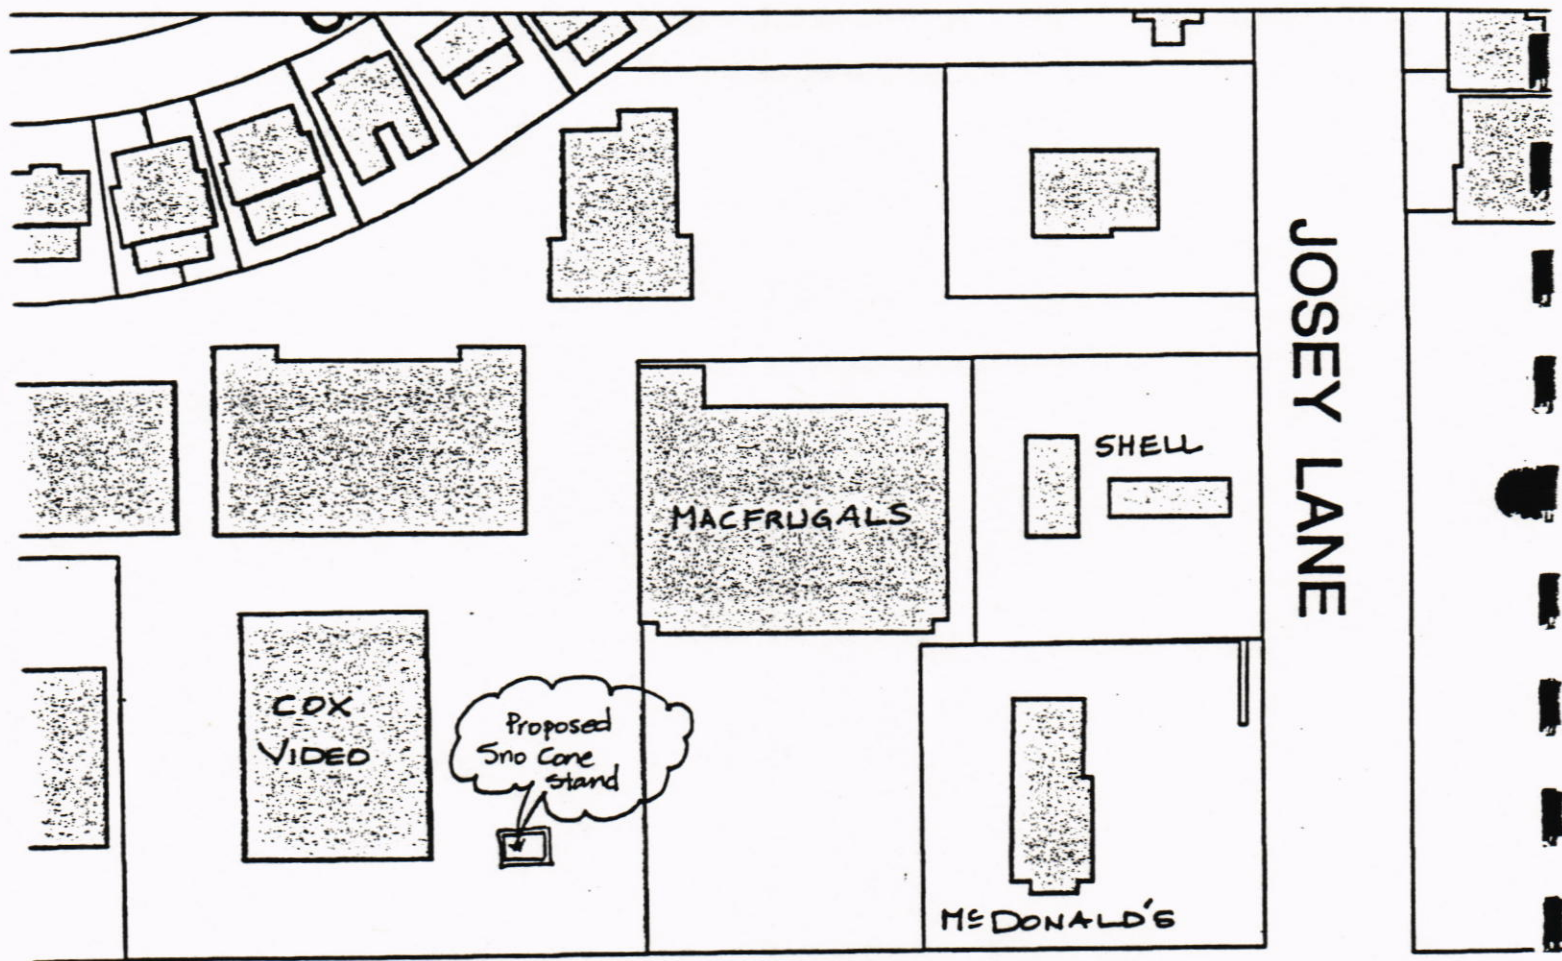 JOSEY LANE
SHELL
MACFRUGALS
COX
VIDEO
Proposed
Sno Cone
Stand
McDONALD'S